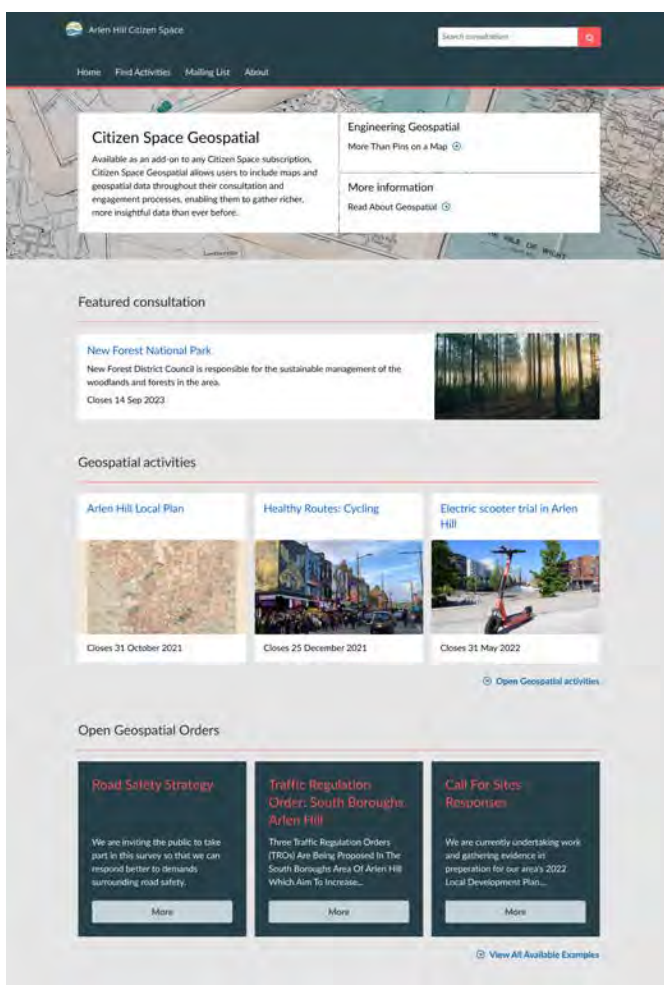 Arlen Hill Citizen Space
Search consultations
Home Find Activities Mailing List About
Citizen Space Geospatial
Available as an add-on to any Citizen Space subscription,
Citizen Space Geospatial allows users to include maps and
geospatial data throughout their consultation and
engagement processes, enabling them to gather richer,
more insightful data than ever before.
Engineering Geospatial
More Than Pins on a Map
More information
Read About Geospatial
THE ISLE OF WIGHT
Featured consultation
New Forest National Park
New Forest District Council is responsible for the sustainable management of the
woodlands and forests in the area.
Closes 14 Sep 2023
Geospatial activities
Arlen Hill Local Plan
Closes 31 October 2021
Healthy Routes: Cycling
Closes 25 December 2021
Electric scooter trial in Arlen
Hill
Closes 31 May 2022
Open Geospatial activities
Open Geospatial Orders
Road Safety Strategy
We are inviting the public to take
part in this survey so that we can
respond better to demands
surrounding road safety.
More
Traffic Regulation
Order: South Boroughs
Arlen Hill
Three Traffic Regulation Orders
(TROs) Are Being Proposed In The
South Boroughs Area Of Arlen Hill
Which Aim To Increase...
More
Call For Sites
Responses
We are currently undertaking work
and gathering evidence in
preperation for our area's 2022
Local Development Plan...
More
View All Available Examples